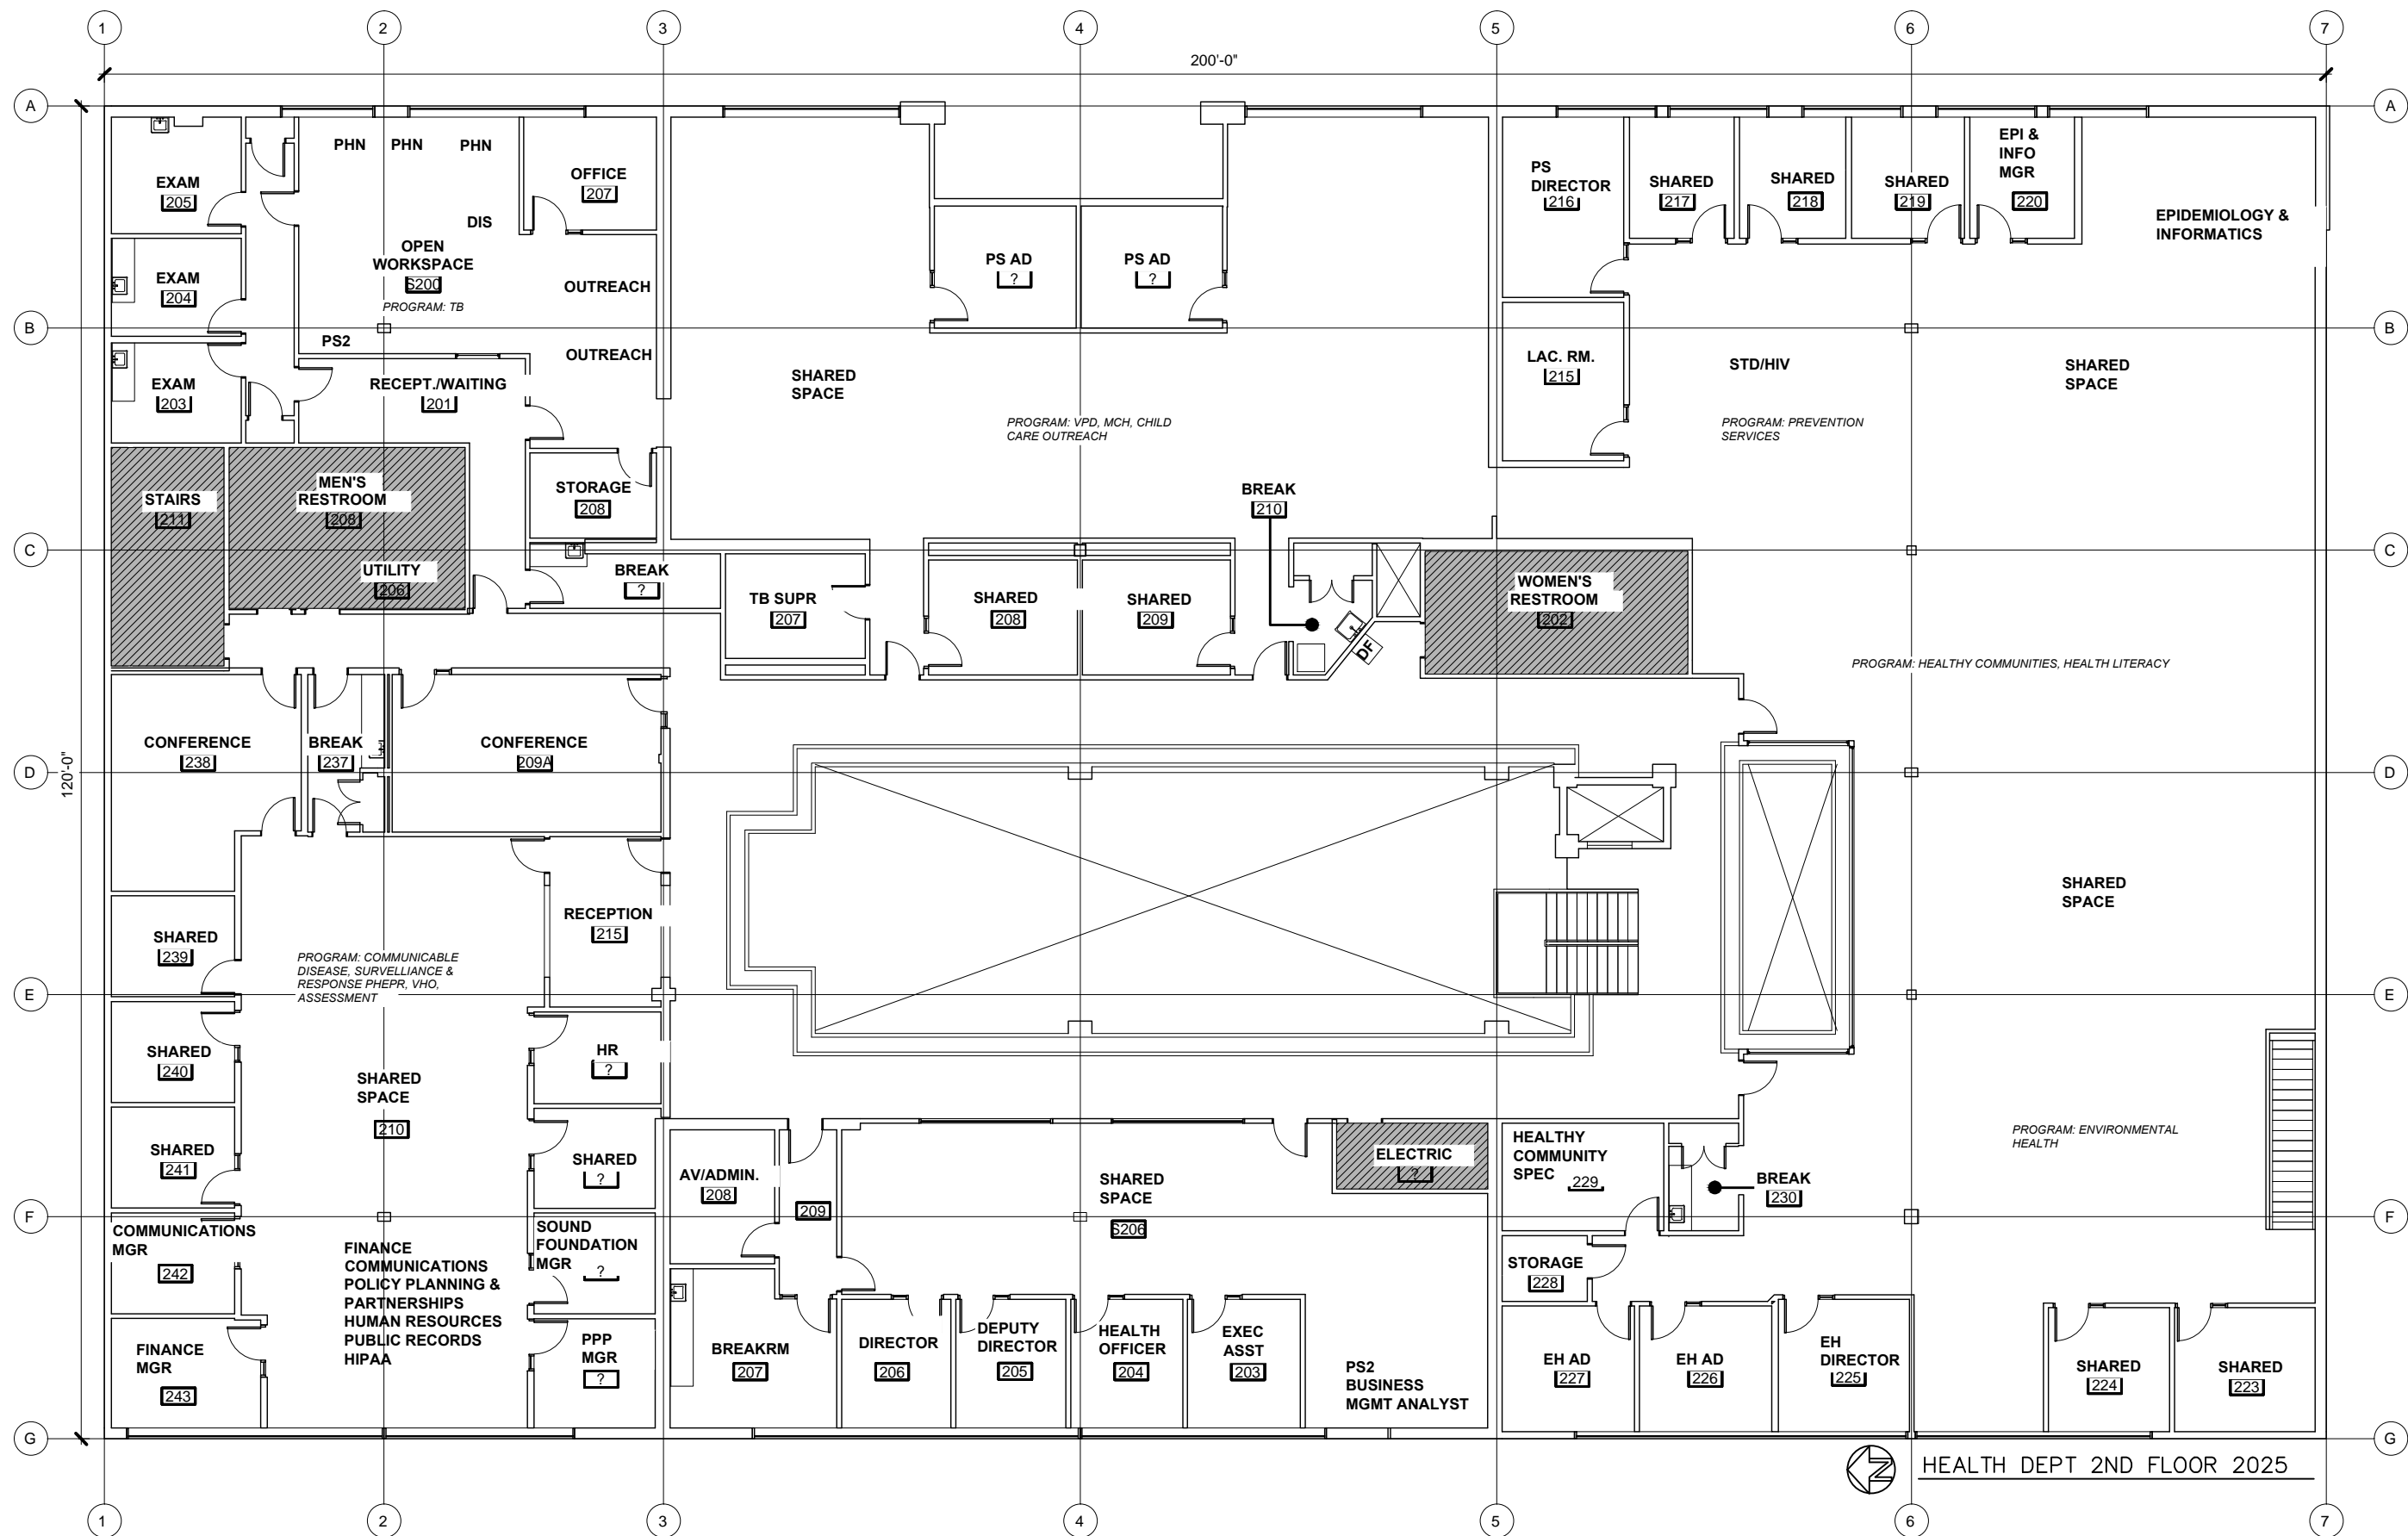 1 2 3 4 5 6 7
200'-0"
A A
PHN PHN PHN
OFFICE
207
EXAM
205
DIS
OPEN
WORKSPACE
S200
PROGRAM: TB
OUTREACH
EXAM
204
B B
PS2
OUTREACH
RECEPT./WAITING
201
EXAM
203
PS AD
?
PS AD
?
SHARED
SPACE
PROGRAM: VPD, MCH, CHILD
CARE OUTREACH
PS
DIRECTOR
216
SHARED
217
SHARED
218
SHARED
219
EPI &
INFO
MGR
220
EPIDEMIOLOGY &
INFORMATICS
LAC. RM.
215
STD/HIV
SHARED
SPACE
PROGRAM: PREVENTION
SERVICES
STAIRS
211
MEN'S
RESTROOM
208
UTILITY
206
STORAGE
208
C C
BREAK
?
TB SUPR
207
SHARED
208
SHARED
209
BREAK
210
DF
WOMEN'S
RESTROOM
202
PROGRAM: HEALTHY COMMUNITIES, HEALTH LITERACY
CONFERENCE
238
BREAK
237
CONFERENCE
209A
D D
120'-0"
SHARED
SPACE
RECEPTION
215
SHARED
239
PROGRAM: COMMUNICABLE
DISEASE, SURVELLIANCE &
RESPONSE PHEPR, VHO,
ASSESSMENT
E E
HR
?
SHARED
240
SHARED
SPACE
210
SHARED
241
SHARED
?
AV/ADMIN.
208
209
SHARED
SPACE
S206
ELECTRIC
?
HEALTHY
COMMUNITY
SPEC
229
BREAK
230
PROGRAM: ENVIRONMENTAL
HEALTH
F F
COMMUNICATIONS
MGR
242
FINANCE
COMMUNICATIONS
POLICY PLANNING &
PARTNERSHIPS
HUMAN RESOURCES
PUBLIC RECORDS
HIPAA
SOUND
FOUNDATION
MGR
?
STORAGE
228
FINANCE
MGR
243
PPP
MGR
?
BREAKRM
207
DIRECTOR
206
DEPUTY
DIRECTOR
205
HEALTH
OFFICER
204
EXEC
ASST
203
PS2
BUSINESS
MGMT ANALYST
EH AD
227
EH AD
226
EH
DIRECTOR
225
SHARED
224
SHARED
223
G G
N
HEALTH DEPT 2ND FLOOR 2025
1 2 3 4 5 6 7